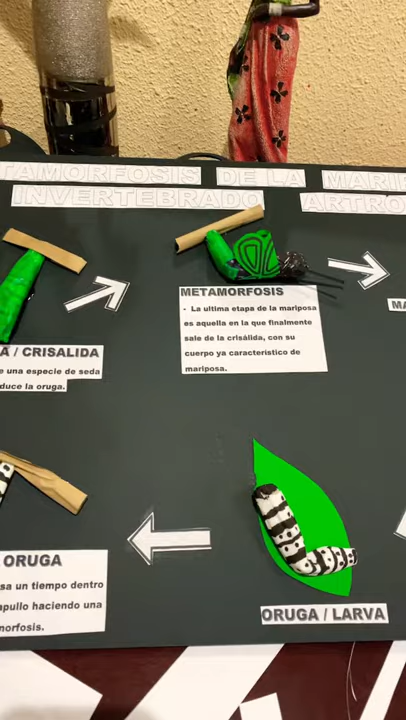 TAMORFOSIS DE LA MARI
INVERTEBRADO ARTRO
METAMORFOSIS
- La ultima etapa de la mariposa
es aquella en la que finalmente
sale de la crisálida, con su
cuerpo ya característico de
mariposa.
MA
A / CRISALIDA
e una especie de seda
duce la oruga.
ORUGA
sa un tiempo dentro
apullo haciendo una
morfosis.
ORUGA / LARVA